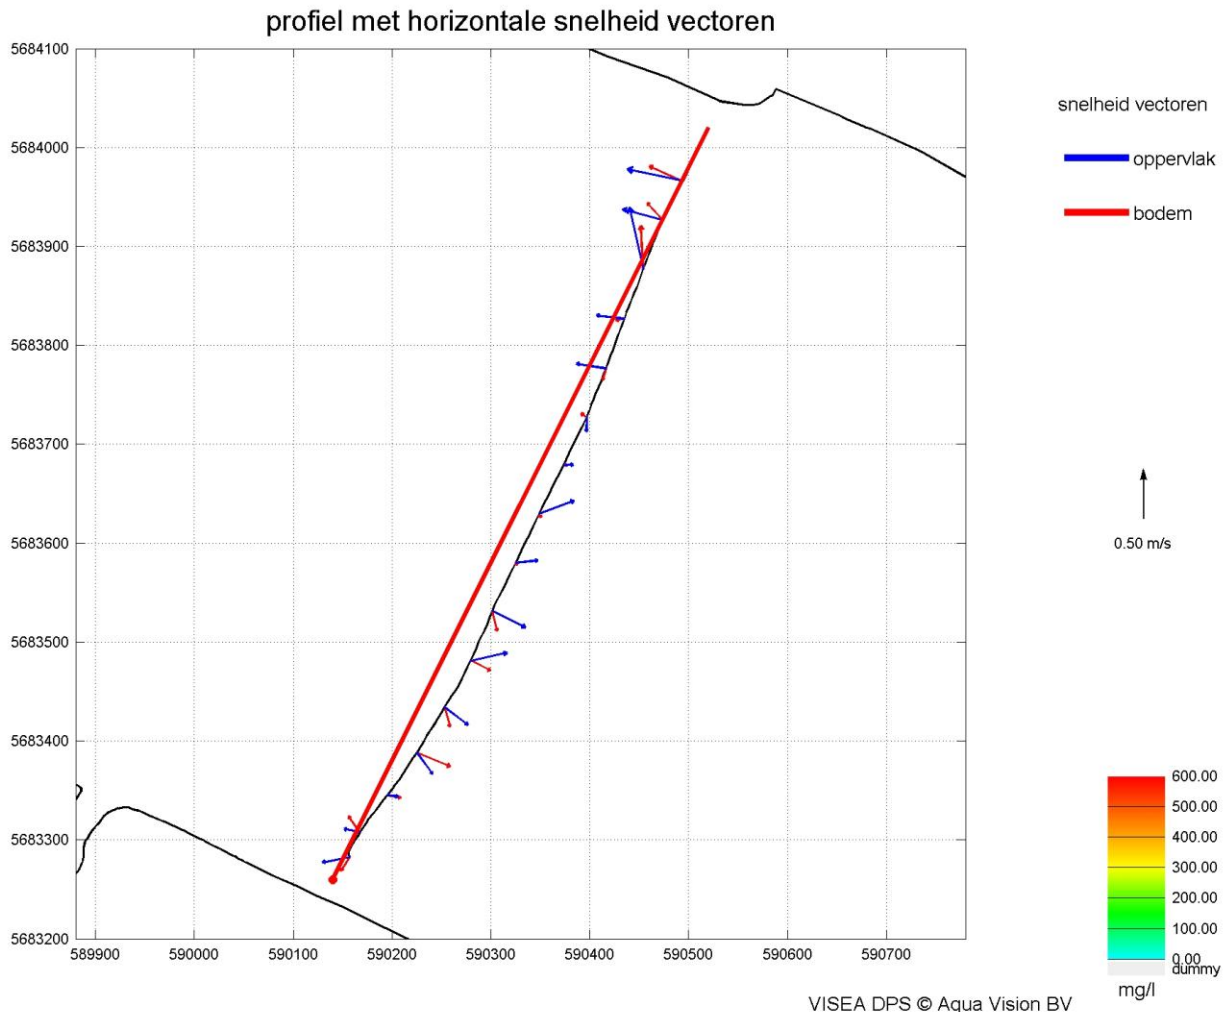 profiel met horizontale snelheid vectoren
5684100
5684000
5683900
5683800
5683700
5683600
5683500
5683400
5683300
5683200
589900 590000 590100 590200 590300 590400 590500 590600 590700
snelheid vectoren
oppervlak
bodem
0.50 m/s
600.00
500.00
400.00
300.00
200.00
100.00
0.00
dummy
mg/l
VISEA DPS © Aqua Vision BV